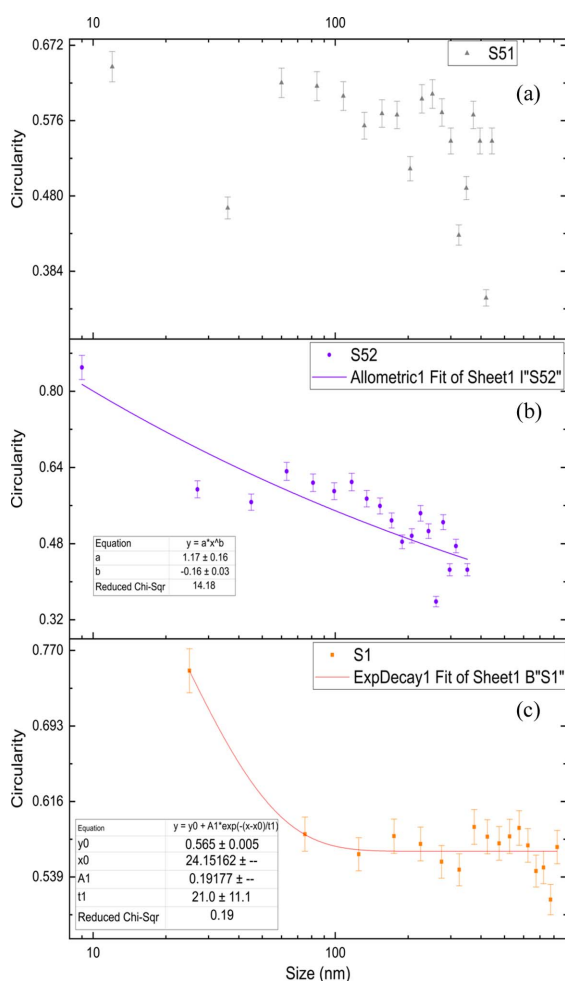 10 100
0.672
S51
(a)
0.576
0.480
0.384
Circularity
S52
Allometric1 Fit of Sheet1 I"S52"
0.80
(b)
0.64
0.48
0.32
Circularity
Equation y = a*x^b
a 1.17 ± 0.16
b -0.16 ± 0.03
Reduced Chi-Sqr 14.18
0.770
S1
ExpDecay1 Fit of Sheet1 B"S1"
(c)
0.693
0.616
0.539
Circularity
Equation y = y0 + A1*exp(-(x-x0)/t1)
y0 0.565 ± 0.005
x0 24.15162 ± --
A1 0.19177 ± --
t1 21.0 ± 11.1
Reduced Chi-Sqr 0.19
10 100
Size (nm)